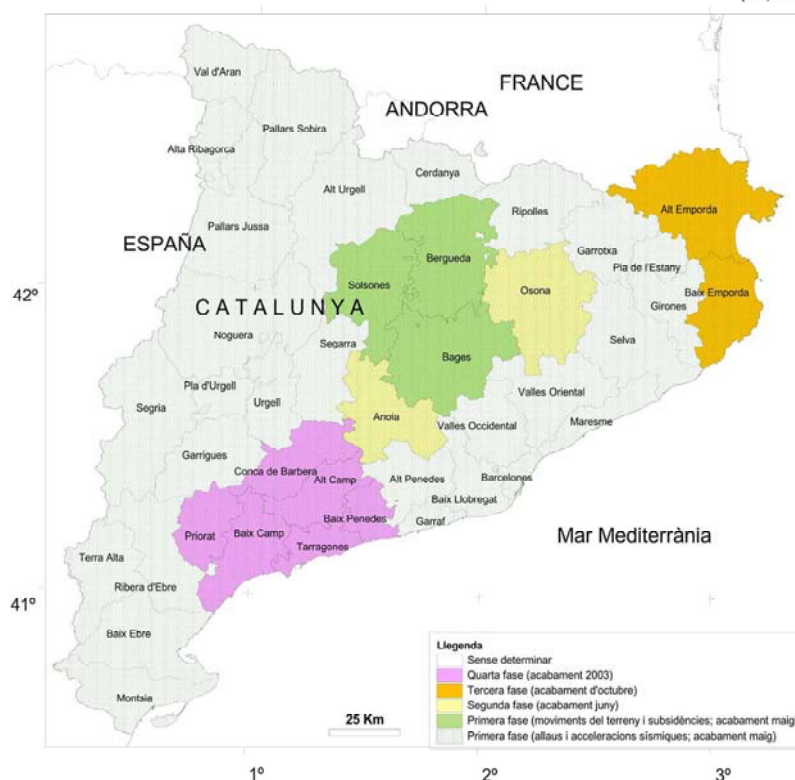 FRANCE
ANDORRA
Val d'Aran
Pallars Sobira
Alta Ribagorca
Cerdanya
Alt Urgell
Ripolles
Alt Emporda
Pallars Jussa
ESPAÑA
Garrotxa
Bergueda
Pla de l'Estany
Solsones
Osona
Baix Emporda
42º
Girones
CATALUNYA
Noguera
Segarra
Selva
Bages
Pla d'Urgell
Valles Oriental
Segria
Urgell
Anoia
Maresme
Valles Occidental
Garrigues
Conca de Barbera
Alt Camp
Alt Penedes
Barcelones
Baix Llobregat
Baix Penedes
Garraf
Priorat
Baix Camp
Tarragones
Mar Mediterrània
Terra Alta
Ribera d'Ebre
41º
Baix Ebre
Montsia
25 Km
Llegenda
Sense determinar
Quarta fase (acabament 2003)
Tercera fase (acabament d'octubre)
Segunda fase (acabament juny)
Primera fase (moviments del terreny i subsidències; acabament maig)
Primera fase (allaus i acceleracions sísmiques; acabament maig)
1º
2º
3º